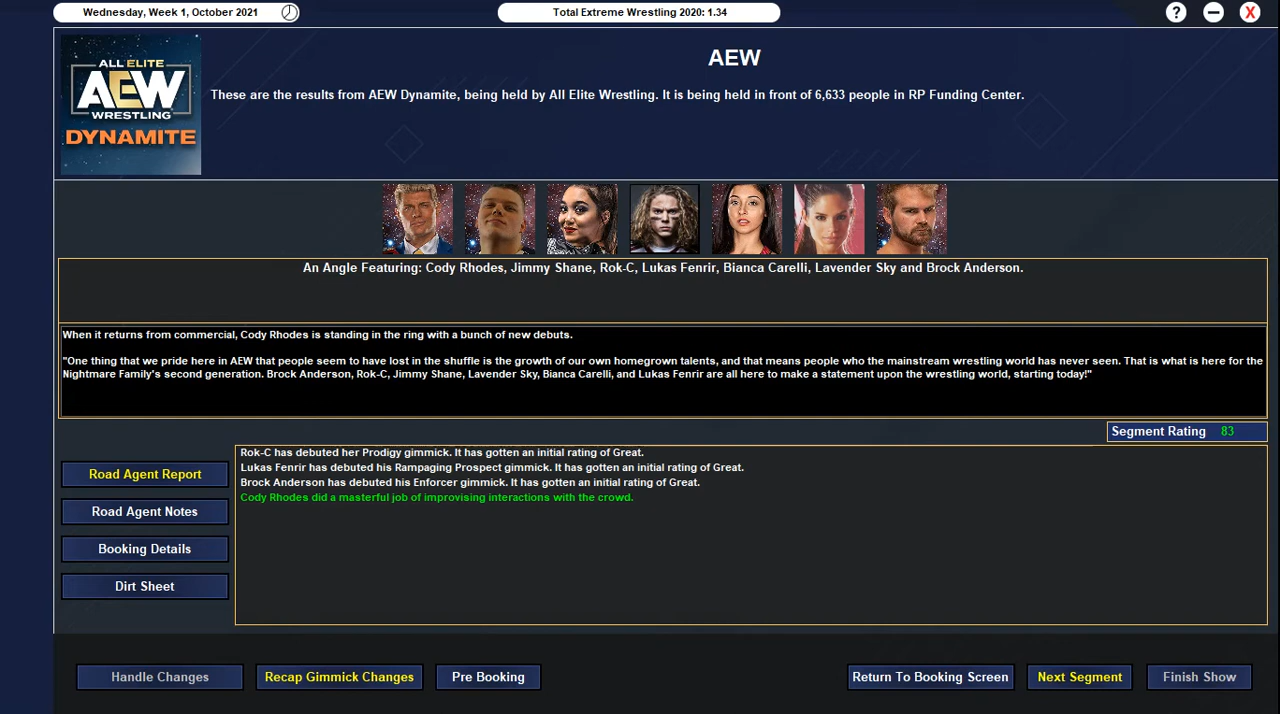 Wednesday, Week 1, October 2021
Total Extreme Wrestling 2020: 1.34
?
X
ALL ELITE
AEW
WRESTLING
DYNAMITE
AEW
These are the results from AEW Dynamite, being held by All Elite Wrestling. It is being held in front of 6,633 people in RP Funding Center.
An Angle Featuring: Cody Rhodes, Jimmy Shane, Rok-C, Lukas Fenrir, Bianca Carelli, Lavender Sky and Brock Anderson.
When it returns from commercial, Cody Rhodes is standing in the ring with a bunch of new debuts.
"One thing that we pride here in AEW that people seem to have lost in the shuffle is the growth of our own homegrown talents, and that means people who the mainstream wrestling world has never seen. That is what is here for the
Nightmare Family's second generation. Brock Anderson, Rok-C, Jimmy Shane, Lavender Sky, Bianca Carelli, and Lukas Fenrir are all here to make a statement upon the wrestling world, starting today!"
Segment Rating 83
Road Agent Report
Road Agent Notes
Booking Details
Dirt Sheet
Rok-C has debuted her Prodigy gimmick. It has gotten an initial rating of Great.
Lukas Fenrir has debuted his Rampaging Prospect gimmick. It has gotten an initial rating of Great.
Brock Anderson has debuted his Enforcer gimmick. It has gotten an initial rating of Great.
Cody Rhodes did a masterful job of improvising interactions with the crowd.
Handle Changes
Recap Gimmick Changes
Pre Booking
Return To Booking Screen
Next Segment
Finish Show